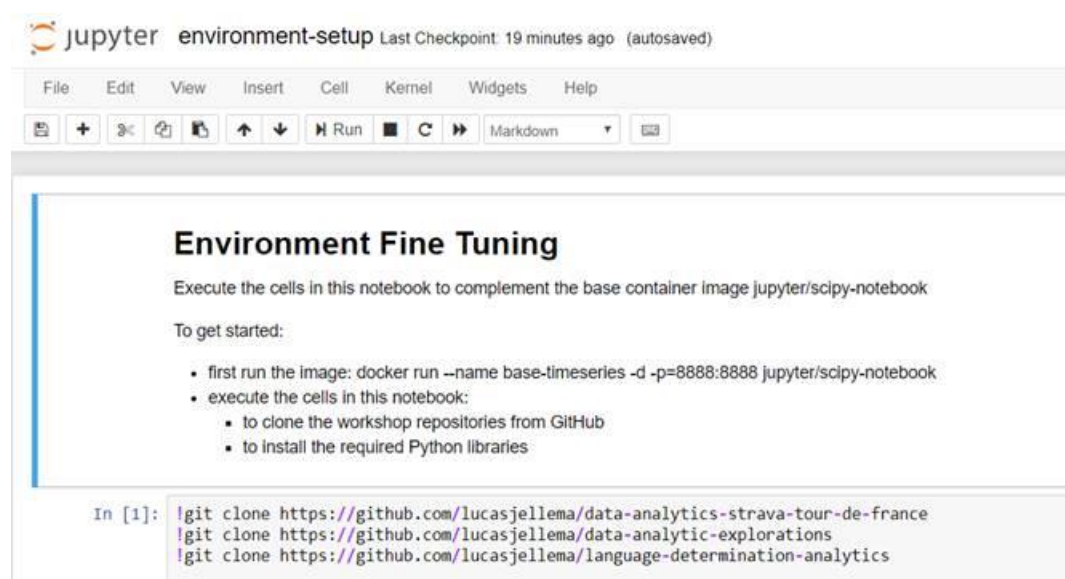 jupyter environment-setup Last Checkpoint: 19 minutes ago (autosaved)
File Edit View Insert Cell Kernel Widgets Help
Run Markdown
Environment Fine Tuning
Execute the cells in this notebook to complement the base container image jupyter/scipy-notebook
To get started:
• first run the image: docker run --name base-timeseries -d -p=8888:8888 jupyter/scipy-notebook
• execute the cells in this notebook:
▪ to clone the workshop repositories from GitHub
▪ to install the required Python libraries
In [1]: !git clone https://github.com/lucasjellema/data-analytics-strava-tour-de-france
!git clone https://github.com/lucasjellema/data-analytic-explorations
!git clone https://github.com/lucasjellema/language-determination-analytics